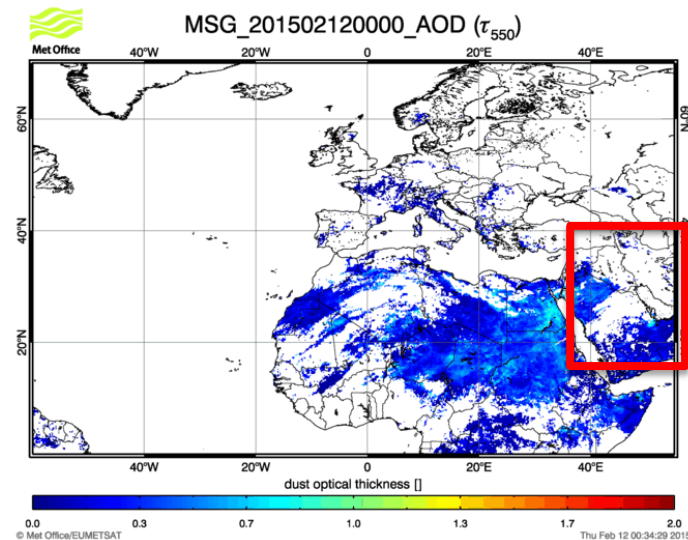 MSG_201502120000_AOD (τ550)
Met Office
40°W 20°W 0 20°E 40°E
60°N 60°N
40°N
20°N
40°W 20°W 0 20°E 40°E
dust optical thickness []
0.0 0.3 0.7 1.0 1.3 1.7 2.0
© Met Office/EUMETSAT Thu Feb 12 00:34:29 2015